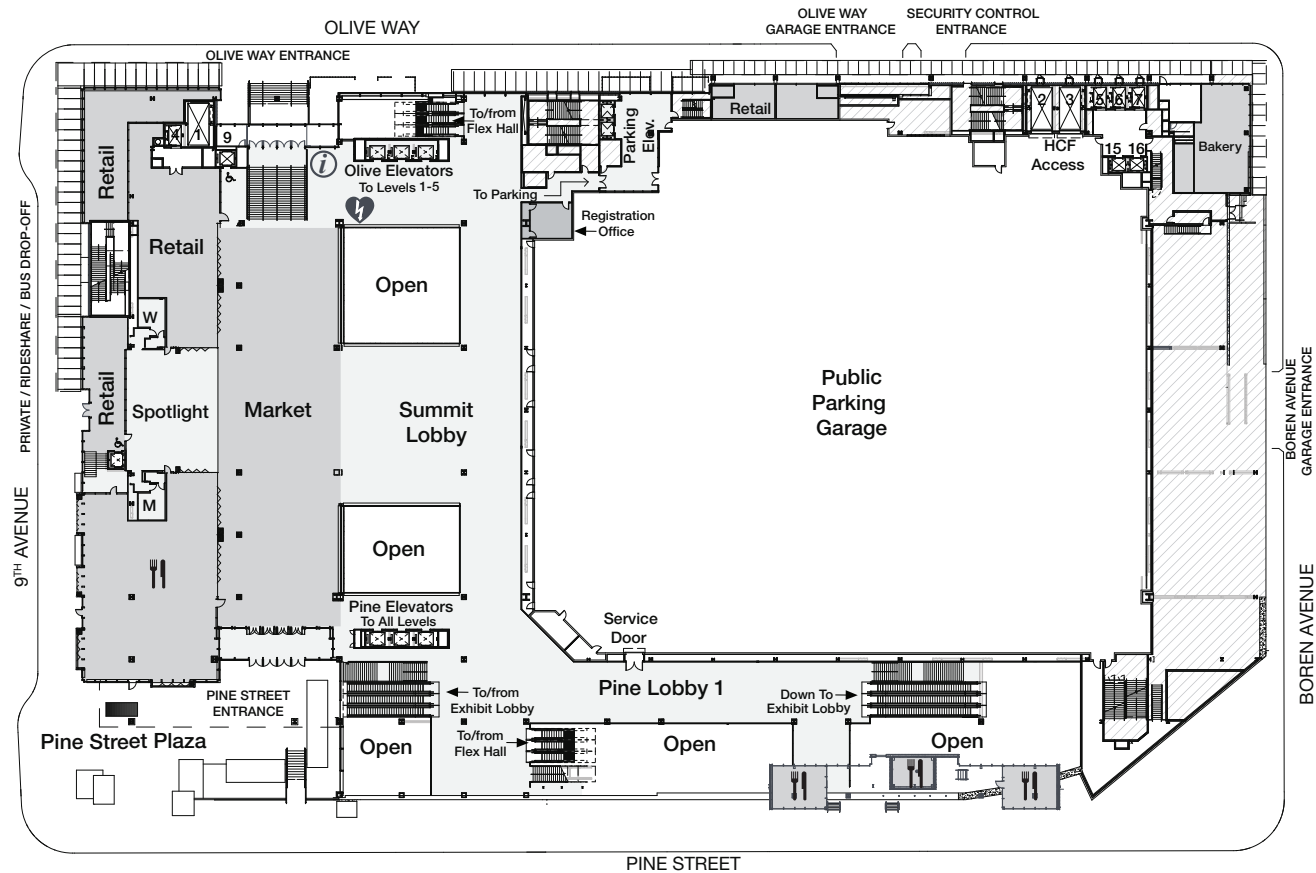 OLIVE WAY
OLIVE WAY
GARAGE ENTRANCE
SECURITY CONTROL
ENTRANCE
OLIVE WAY ENTRANCE
To/from
Flex Hall
Retail
Parking
Elev.
2
3
5
6
7
4
1
9
i
Olive Elevators
To Levels 1-5
HCF
Access
15
16
Bakery
Retail
To Parking
Registration
Office
Retail
Open
PRIVATE / RIDESHARE / BUS DROP-OFF
W
Retail
Spotlight
Market
Summit
Lobby
Public
Parking
Garage
BOREN AVENUE
GARAGE ENTRANCE
M
9TH AVENUE
Open
BOREN AVENUE
Pine Elevators
To All Levels
Service
Door
PINE STREET
ENTRANCE
To/from
Exhibit Lobby
Pine Lobby 1
Down To
Exhibit Lobby
Pine Street Plaza
Open
To/from
Flex Hall
Open
Open
PINE STREET